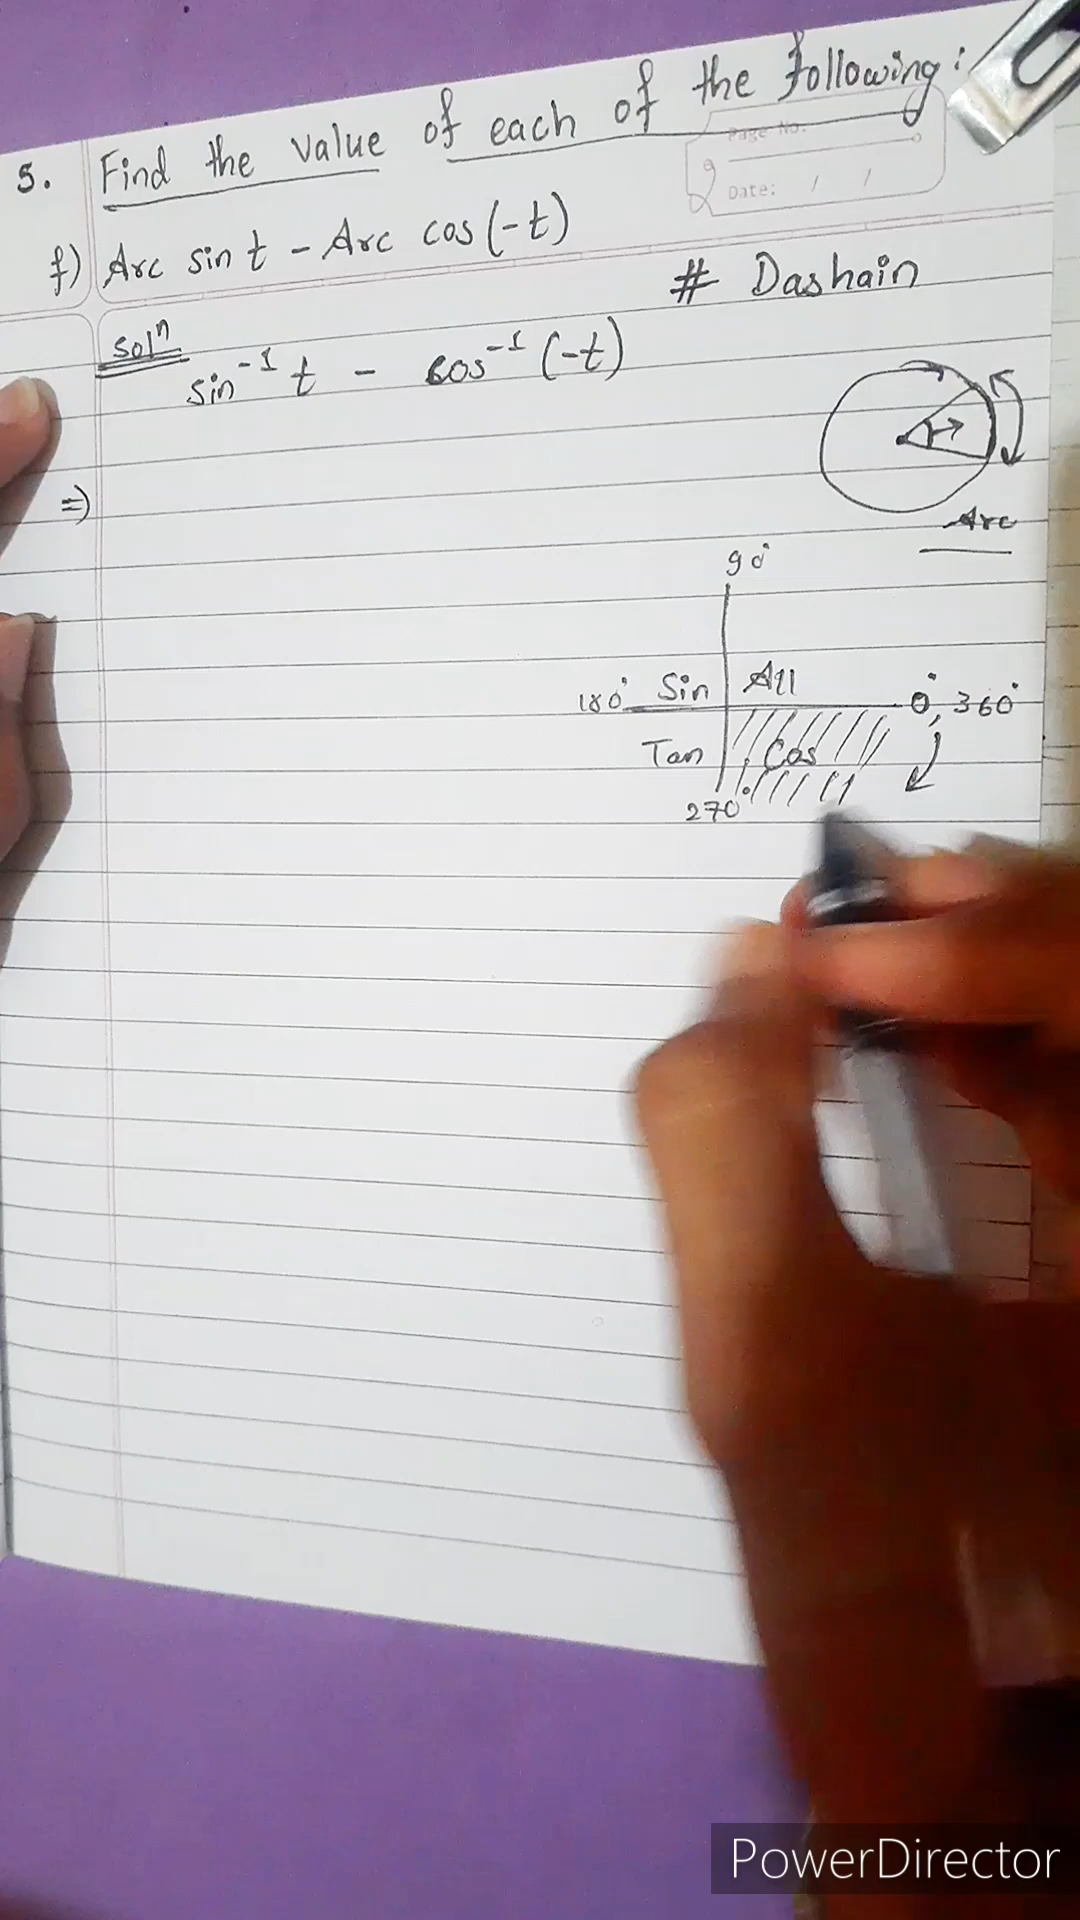 5. Find the value of each of the following:
Page No.
Date: / /
f) Arc sin t - Arc cos (-t)
# Dashain
Solⁿ
sin⁻¹ t - cos⁻¹ (-t)
=)
Arc
90°
180° Sin All 0°, 360°
Tan Cos
270°
PowerDirector